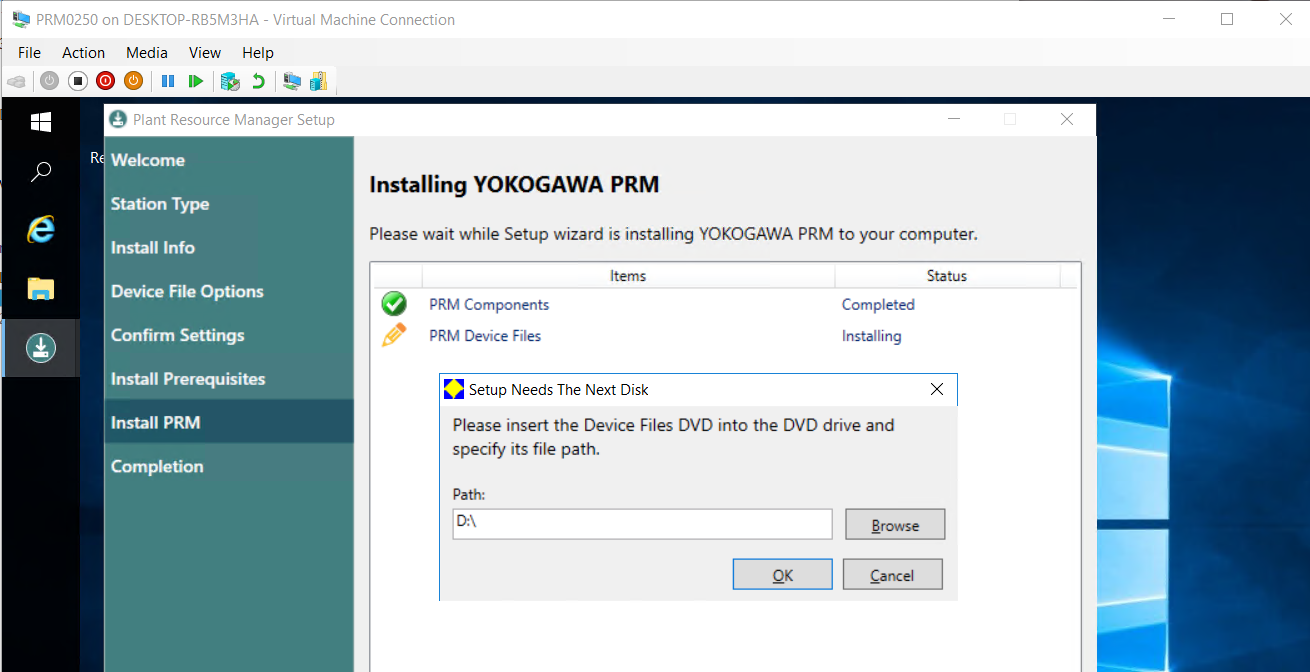 PRM0250 on DESKTOP-RB5M3HA - Virtual Machine Connection
File Action Media View Help
Plant Resource Manager Setup
Re
Welcome
Station Type
Install Info
Device File Options
Confirm Settings
Install Prerequisites
Install PRM
Completion
Installing YOKOGAWA PRM
Please wait while Setup wizard is installing YOKOGAWA PRM to your computer.
Items Status
PRM Components Completed
PRM Device Files Installing
Setup Needs The Next Disk
Please insert the Device Files DVD into the DVD drive and
specify its file path.
Path:
D:\
Browse
OK Cancel